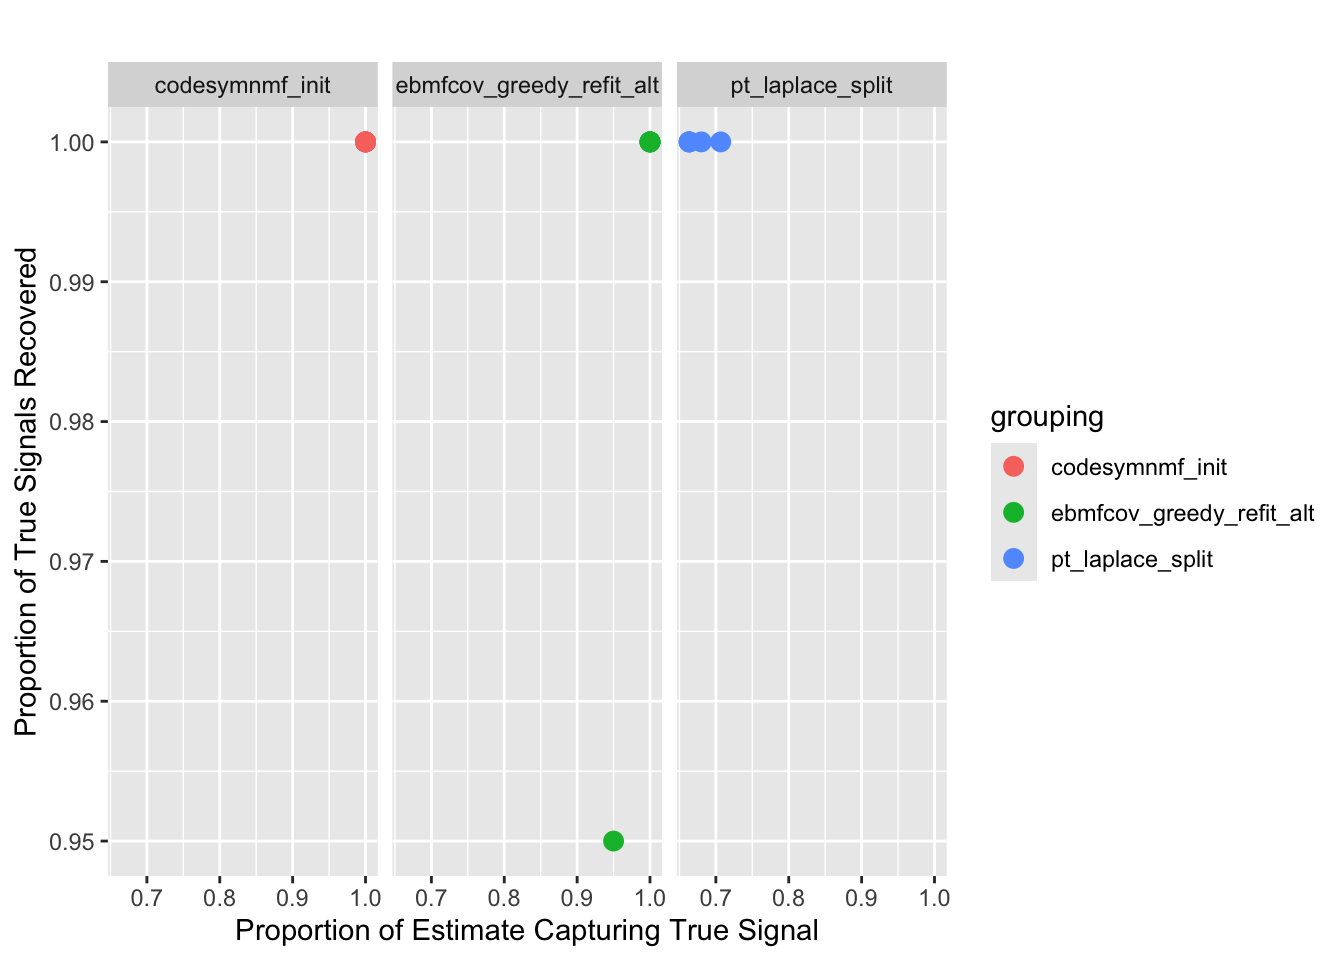 codesymnmf_init
ebmfcov_greedy_refit_alt
pt_laplace_split
1.00
0.99
0.98
0.97
0.96
0.95
Proportion of True Signals Recovered
0.7 0.8 0.9 1.0
0.7 0.8 0.9 1.0
0.7 0.8 0.9 1.0
Proportion of Estimate Capturing True Signal
grouping
codesymnmf_init
ebmfcov_greedy_refit_alt
pt_laplace_split